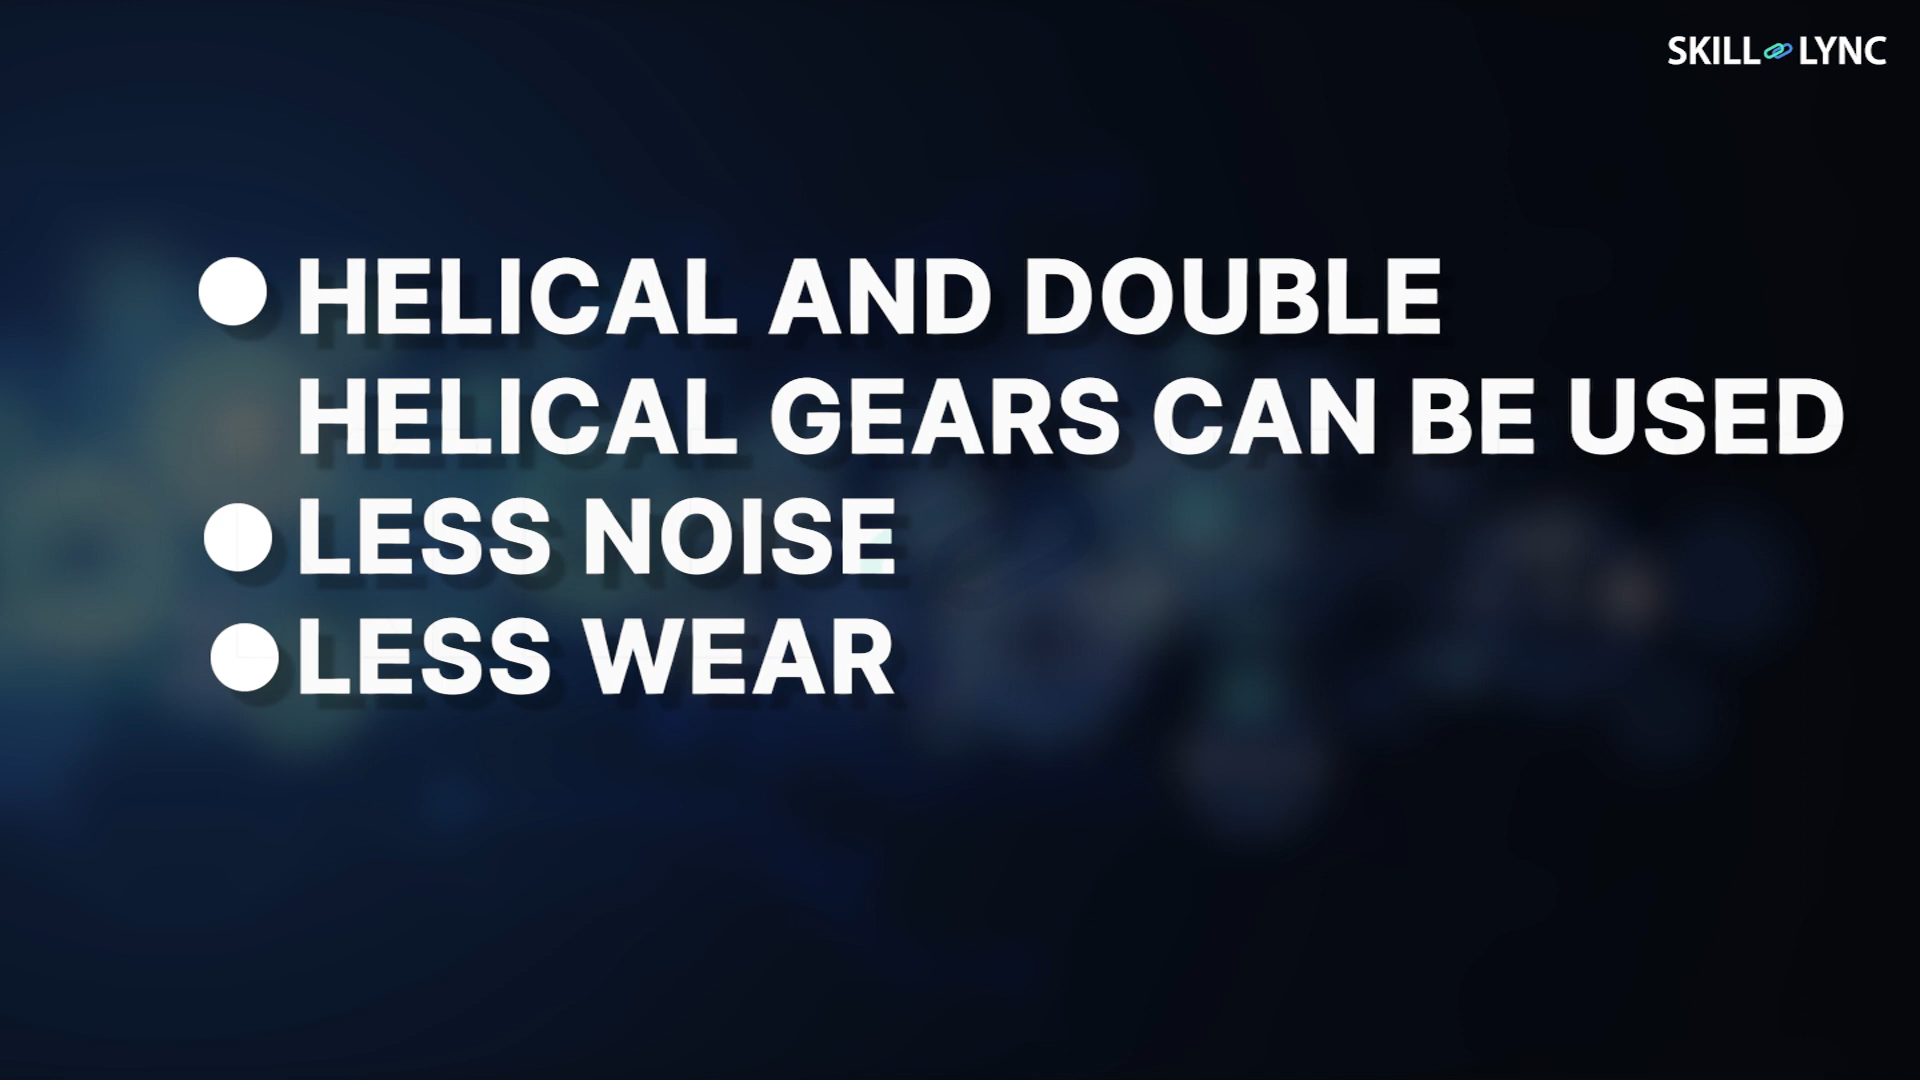 SKILL LYNC
● HELICAL AND DOUBLE
HELICAL GEARS CAN BE USED
● LESS NOISE
● LESS WEAR